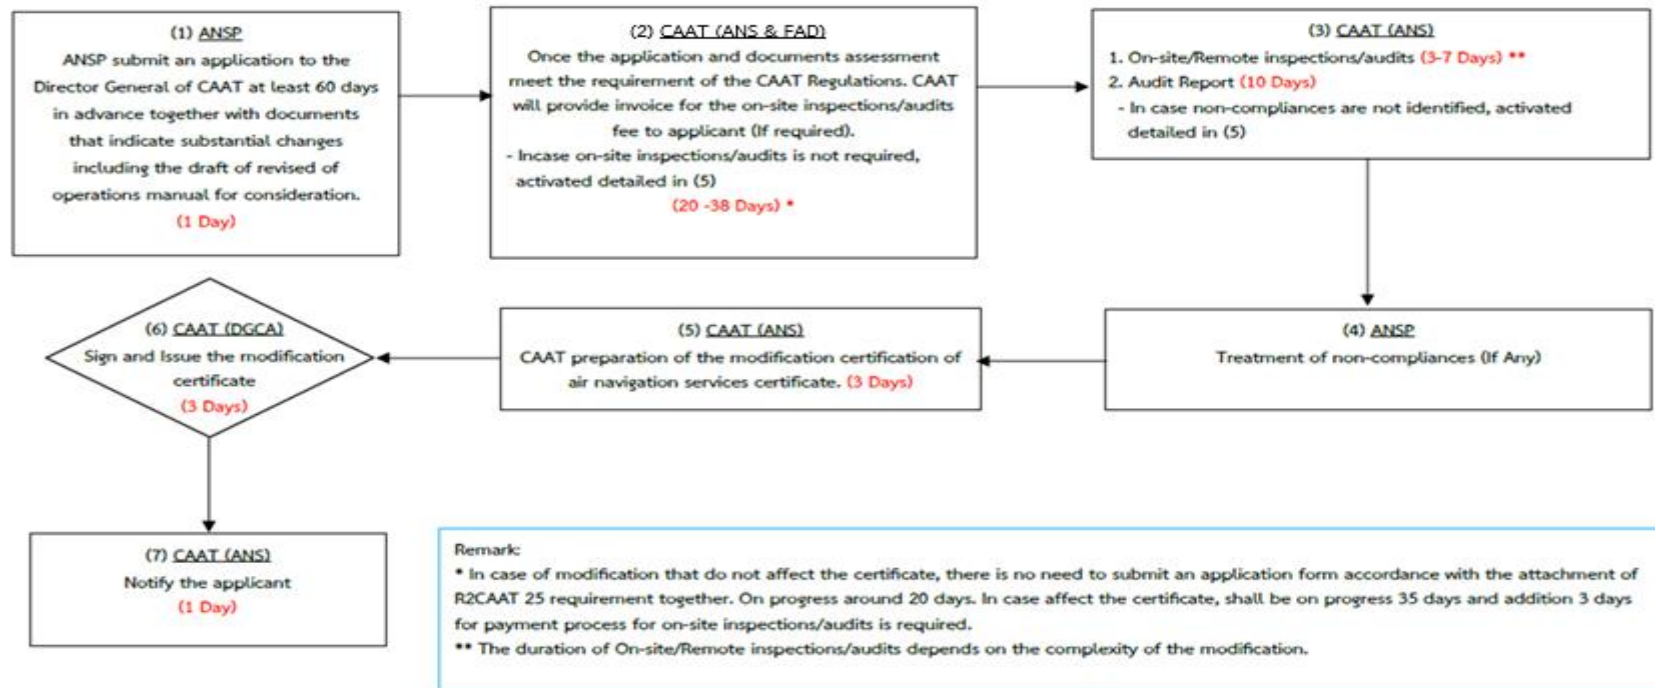 (1) ANSP
ANSP submit an application to the
Director General of CAAT at least 60 days
in advance together with documents
that indicate substantial changes
including the draft of revised of
operations manual for consideration.
(1 Day)
(2) CAAT (ANS & FAD)
Once the application and documents assessment
meet the requirement of the CAAT Regulations. CAAT
will provide invoice for the on-site inspections/audits
fee to applicant (If required).
- Incase on-site inspections/audits is not required,
activated detailed in (5)
(20 -38 Days) *
(3) CAAT (ANS)
1. On-site/Remote inspections/audits (3-7 Days) **
2. Audit Report (10 Days)
- In case non-compliances are not identified, activated
detailed in (5)
(4) ANSP
Treatment of non-compliances (If Any)
(5) CAAT (ANS)
CAAT preparation of the modification certification of
air navigation services certificate. (3 Days)
(6) CAAT (DGCA)
Sign and Issue the modification
certificate
(3 Days)
(7) CAAT (ANS)
Notify the applicant
(1 Day)
Remark:
* In case of modification that do not affect the certificate, there is no need to submit an application form accordance with the attachment of
R2CAAT 25 requirement together. On progress around 20 days. In case affect the certificate, shall be on progress 35 days and addition 3 days
for payment process for on-site inspections/audits is required.
** The duration of On-site/Remote inspections/audits depends on the complexity of the modification.